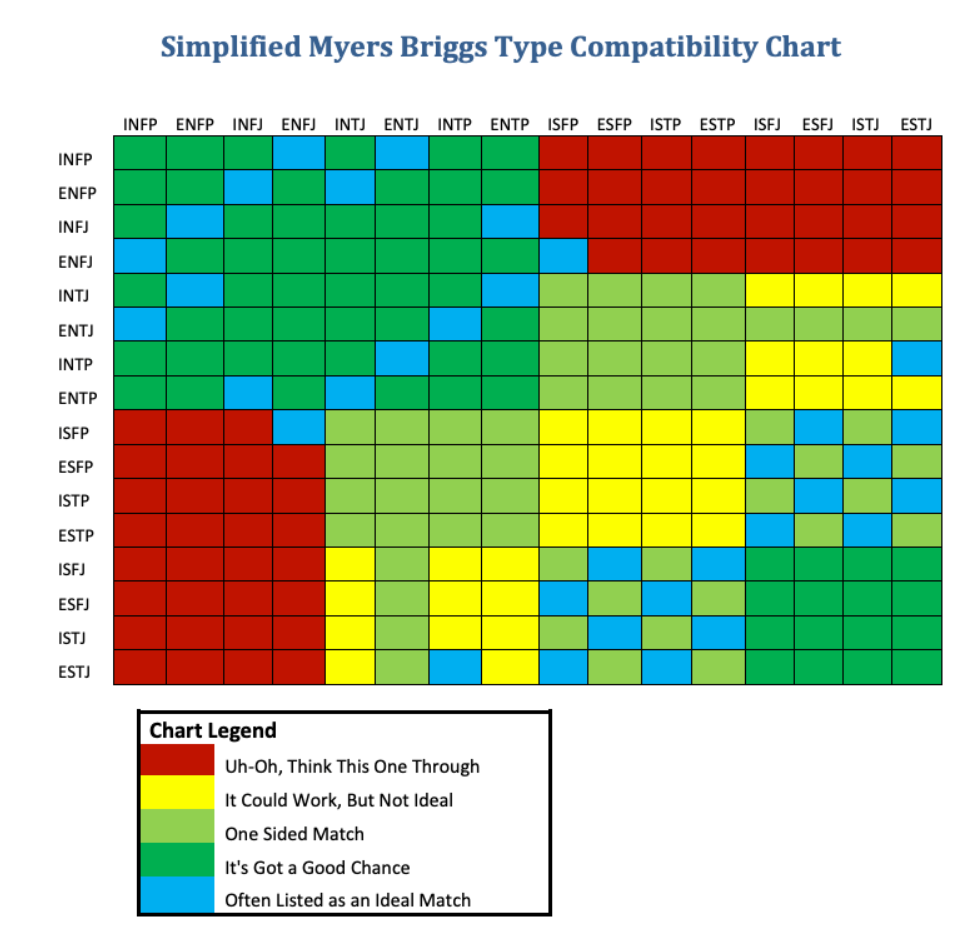 Simplified Myers Briggs Type Compatibility Chart
INFP ENFP INFJ ENFJ INTJ ENTJ INTP ENTP ISFP ESFP ISTP ESTP ISFJ ESFJ ISTJ ESTJ
INFP
ENFP
INFJ
ENFJ
INTJ
ENTJ
INTP
ENTP
ISFP
ESFP
ISTP
ESTP
ISFJ
ESFJ
ISTJ
ESTJ
Chart Legend
Uh-Oh, Think This One Through
It Could Work, But Not Ideal
One Sided Match
It's Got a Good Chance
Often Listed as an Ideal Match